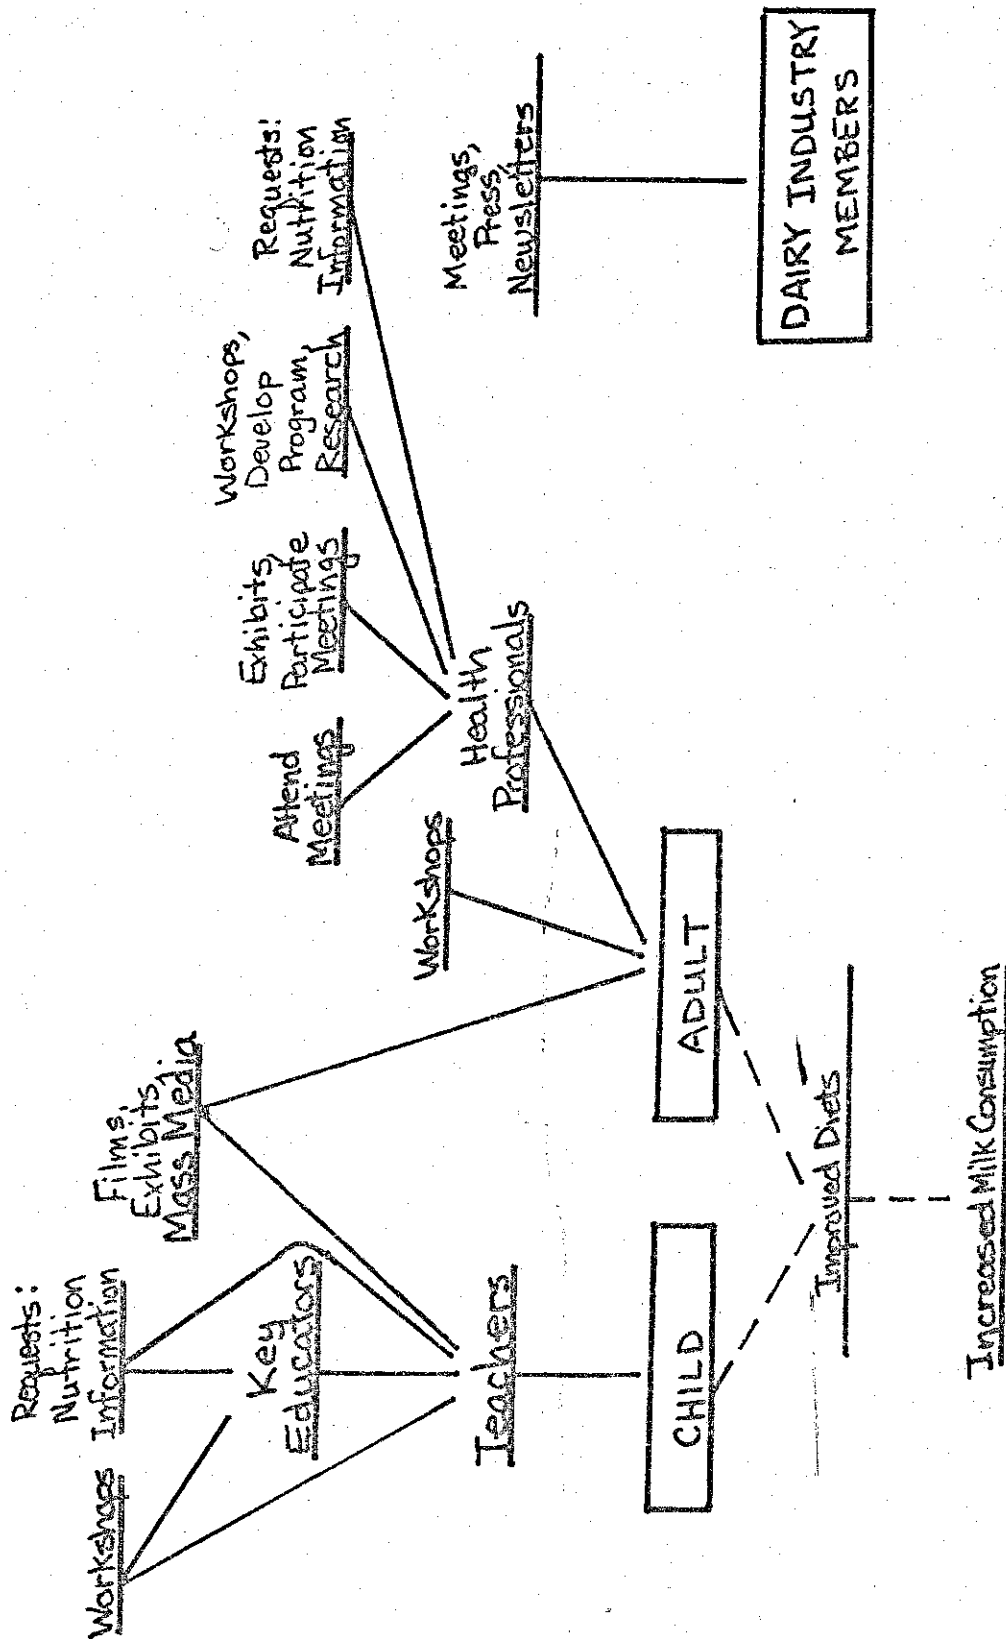 Workshops
Requests:
Nutrition
Information
Films,
Exhibits,
Mass Media
Key
Educators
Teachers
CHILD
Attend
Meetings
Exhibits,
Participate
Meetings
Workshops,
Develop
Program,
Research
Requests:
Nutrition
Information
Workshops
Health
Professionals
ADULT
Meetings,
Press,
Newsletters
DAIRY INDUSTRY
MEMBERS
Improved Diets
Increased Milk Consumption